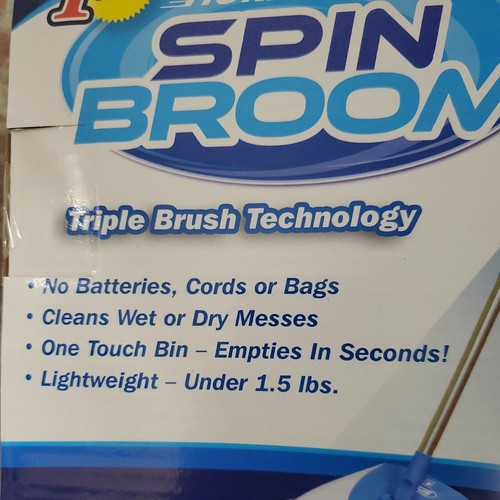 SPIN
BROOM
Triple Brush Technology
• No Batteries, Cords or Bags
• Cleans Wet or Dry Messes
• One Touch Bin – Empties In Seconds!
• Lightweight – Under 1.5 lbs.